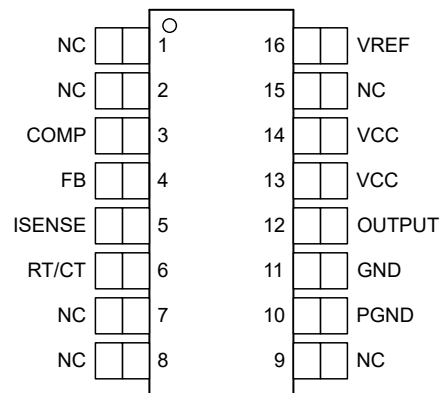 NC 1 16 VREF
NC 2 15 NC
COMP 3 14 VCC
FB 4 13 VCC
ISENSE 5 12 OUTPUT
RT/CT 6 11 GND
NC 7 10 PGND
NC 8 9 NC